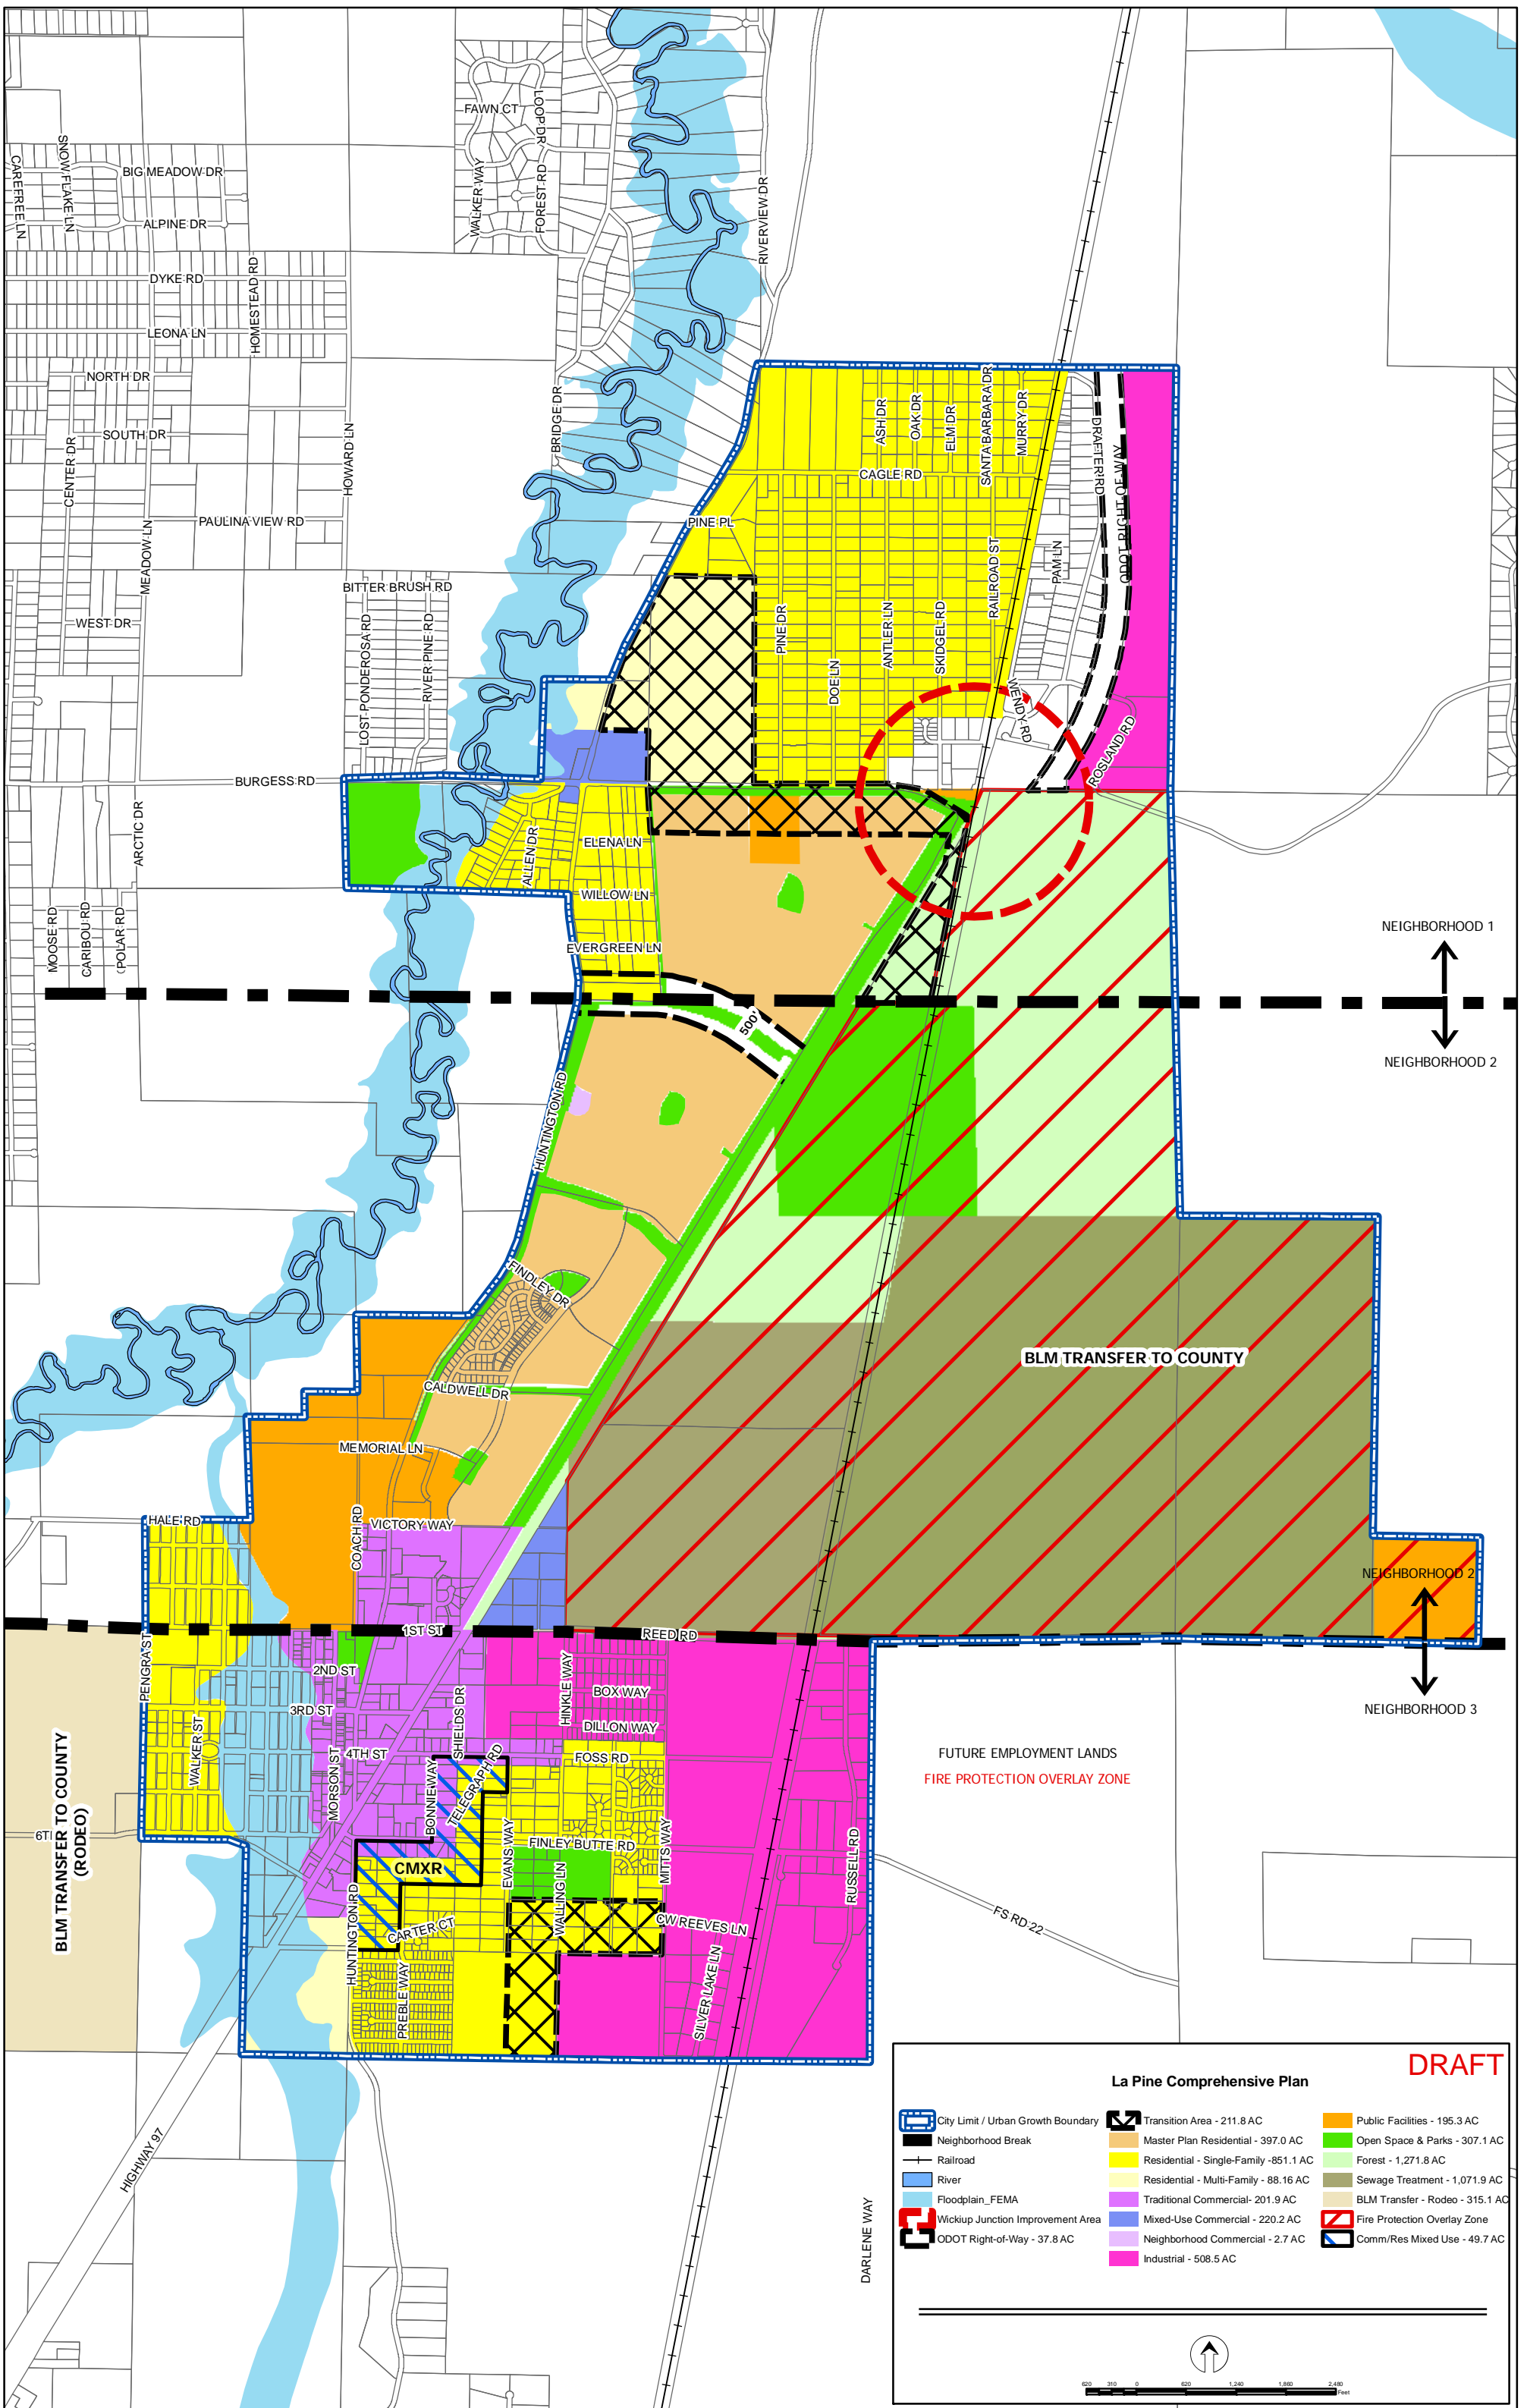 FAWN CT
LOOP DR
SNOW FLAKE LN
CAREFREE LN
BIG MEADOW DR
WALKER WAY
FOREST RD
RIVERVIEW DR
ALPINE DR
DYKE RD
HOMESTEAD RD
LEONA LN
NORTH DR
SOUTH DR
CENTER DR
HOWARD LN
BRIDGE DR
ASH DR
OAK DR
ELM DR
SANTA BARBARA DR
MURRY DR
DRAFTER RD
ODOT RIGHT OF WAY
CAGLE RD
PAULINA VIEW RD
PINE PL
MEADOW LN
BITTER BRUSH RD
RAILROAD ST
PAM LN
WEST DR
LOST PONDEROSA RD
RIVER PINE RD
PINE DR
DOE LN
ANTLER LN
SKIDGEL RD
WENDY RD
ROSLAND RD
BURGESS RD
ARCTIC DR
ALLEN DR
ELENA LN
WILLOW LN
MOOSE RD
CARIBOU RD
POLAR RD
EVERGREEN LN
NEIGHBORHOOD 1
500'
NEIGHBORHOOD 2
HUNTINGTON RD
FINDLEY DR
BLM TRANSFER TO COUNTY
CALDWELL DR
MEMORIAL LN
HALE RD
COACH RD
VICTORY WAY
NEIGHBORHOOD 2
1ST ST
REED RD
PENGRA ST
2ND ST
HINKLE WAY
BOX WAY
3RD ST
SHIELDS DR
DILLON WAY
NEIGHBORHOOD 3
WALKER ST
MORSON ST
4TH ST
BONNIE WAY
TELEGRAPH RD
FOSS RD
FUTURE EMPLOYMENT LANDS
FIRE PROTECTION OVERLAY ZONE
BLM TRANSFER TO COUNTY
(RODEO)
6T
EVANS WAY
FINLEY BUTTE RD
MITTS WAY
RUSSELL RD
CMXR
WALLING LN
HUNTINGTON RD
CARTER CT
CW REEVES LN
FS RD 22
PREBLE WAY
SILVER LAKE LN
HIGHWAY 97
DARLENE WAY
DRAFT
La Pine Comprehensive Plan
City Limit / Urban Growth Boundary
Neighborhood Break
Railroad
River
Floodplain_FEMA
Wickiup Junction Improvement Area
ODOT Right-of-Way - 37.8 AC
Transition Area - 211.8 AC
Master Plan Residential - 397.0 AC
Residential - Single-Family -851.1 AC
Residential - Multi-Family - 88.16 AC
Traditional Commercial- 201.9 AC
Mixed-Use Commercial - 220.2 AC
Neighborhood Commercial - 2.7 AC
Industrial - 508.5 AC
Public Facilities - 195.3 AC
Open Space & Parks - 307.1 AC
Forest - 1,271.8 AC
Sewage Treatment - 1,071.9 AC
BLM Transfer - Rodeo - 315.1 AC
Fire Protection Overlay Zone
Comm/Res Mixed Use - 49.7 AC
620 310 0 620 1,240 1,860 2,480
Feet